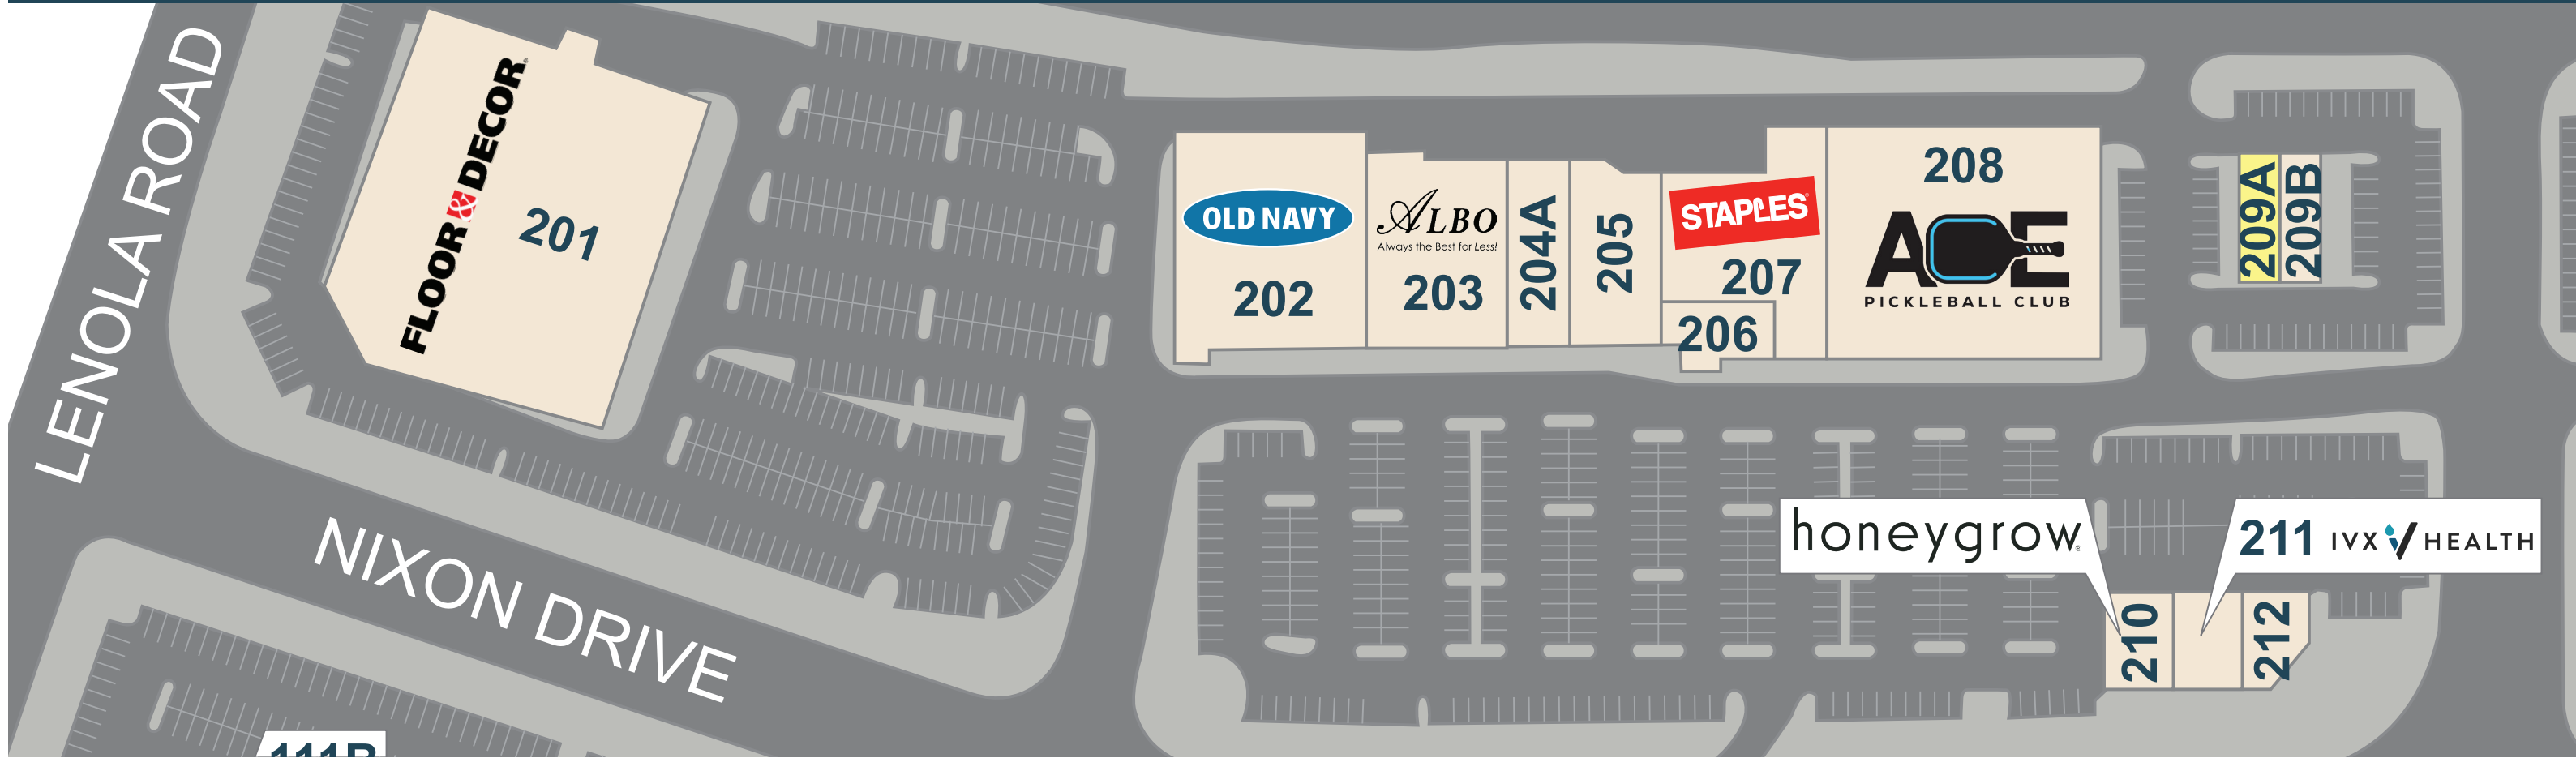 LENOLA ROAD
FLOOR & DECOR
201
NIXON DRIVE
OLD NAVY
202
ALBO
Always the Best for Less!
203
204A
205
STAPLES
207
206
208
ACE
PICKLEBALL CLUB
209A
209B
honeygrow
210
211 IVX HEALTH
212
111B